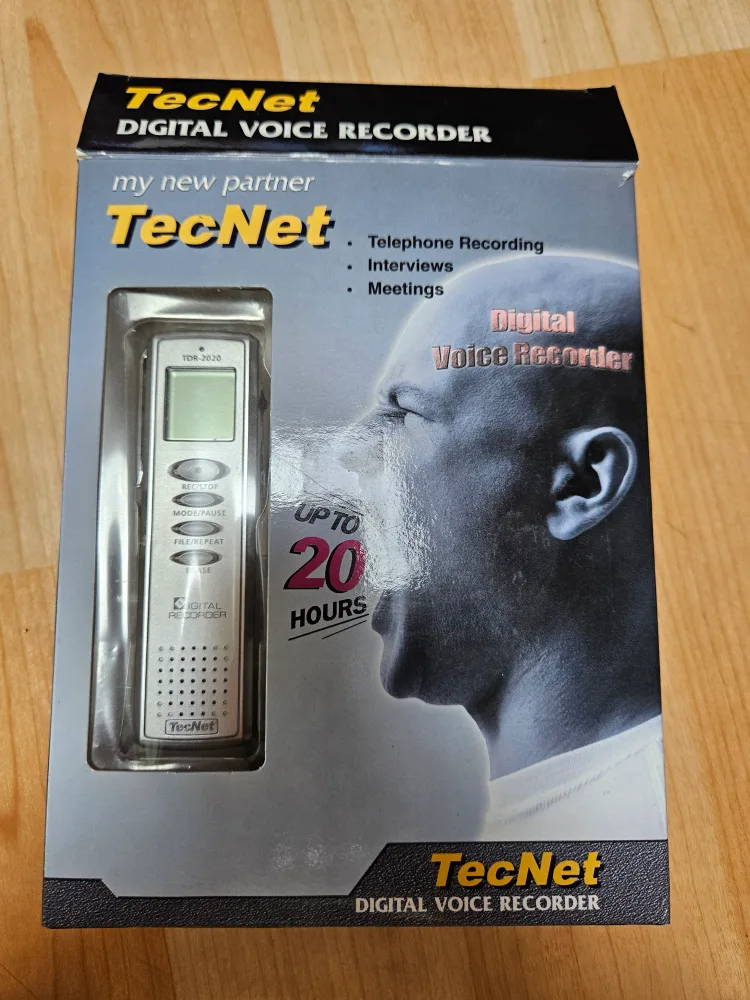 TecNet
DIGITAL VOICE RECORDER
my new partner
TecNet
• Telephone Recording
• Interviews
• Meetings
Digital
Voice Recorder
TDR-2020
REC/STOP
MODE/PAUSE
FILE/REPEAT
ERASE
DIGITAL
RECORDER
TecNet
UP TO
20
HOURS
TecNet
DIGITAL VOICE RECORDER